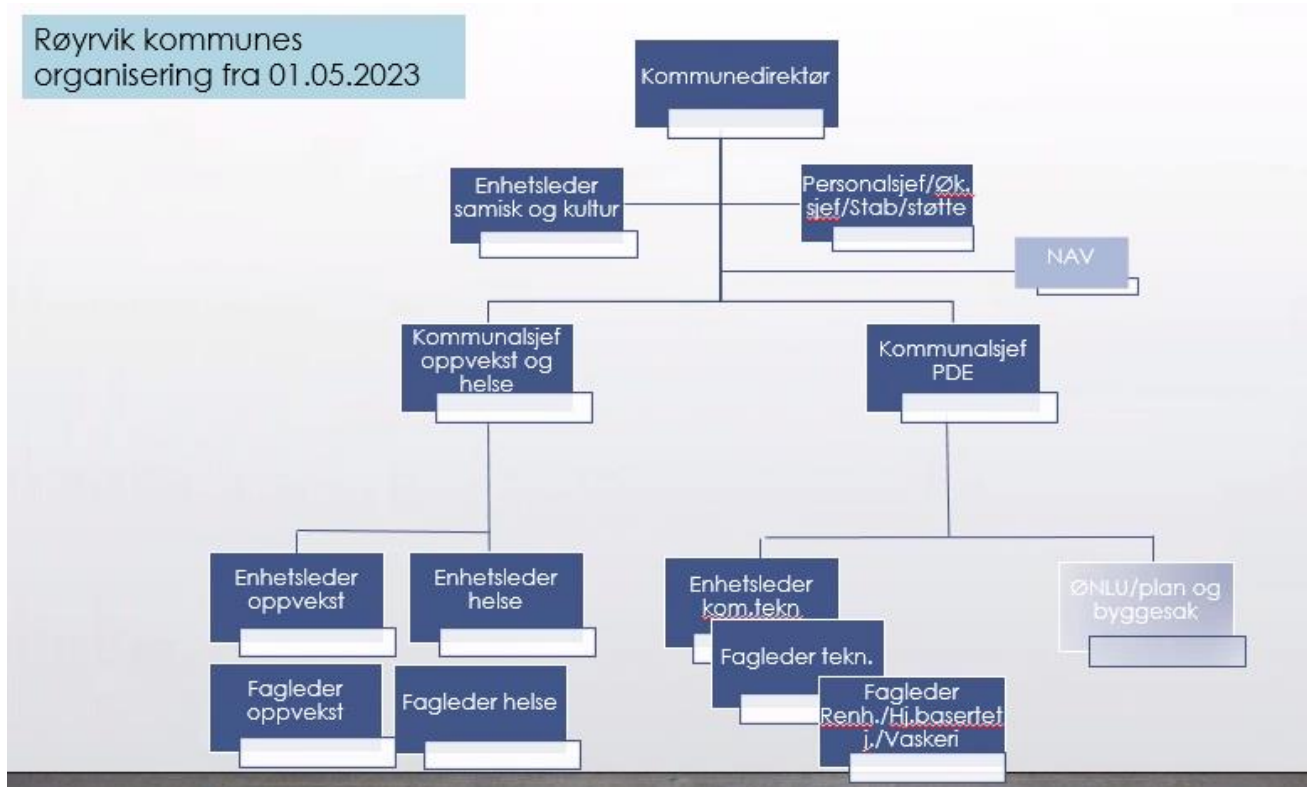 Røyrvik kommunes
organisering fra 01.05.2023
Kommunedirektør
Enhetsleder
samisk og kultur
Personalsjef/Øk.
sjef/Stab/støtte
NAV
Kommunalsjef
oppvekst og
helse
Kommunalsjef
PDE
Enhetsleder
oppvekst
Enhetsleder
helse
Enhetsleder
kom.tekn
ØNLU/plan og
byggesak
Fagleder
oppvekst
Fagleder helse
Fagleder tekn.
Fagleder
Renh./Hj.basertet
j./Vaskeri